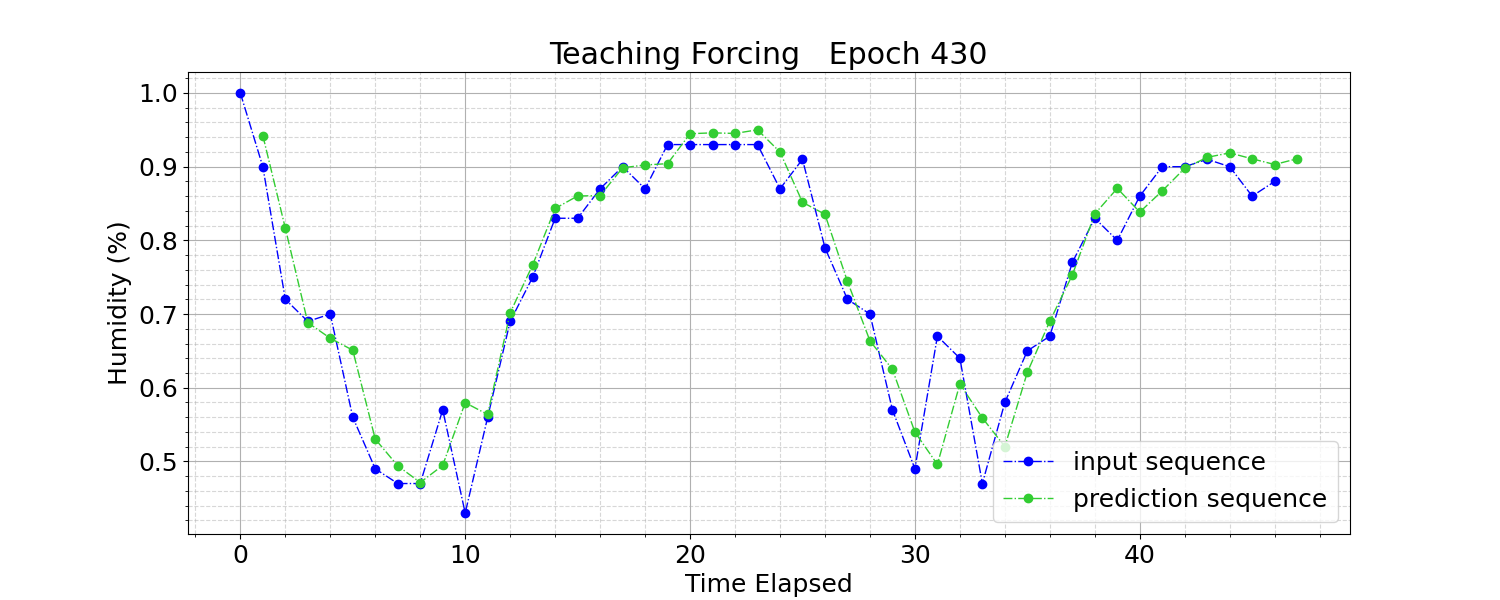 Teaching Forcing   Epoch 430
1.0
0.9
0.8
0.7
0.6
0.5
Humidity (%)
0 10 20 30 40
Time Elapsed
input sequence
prediction sequence